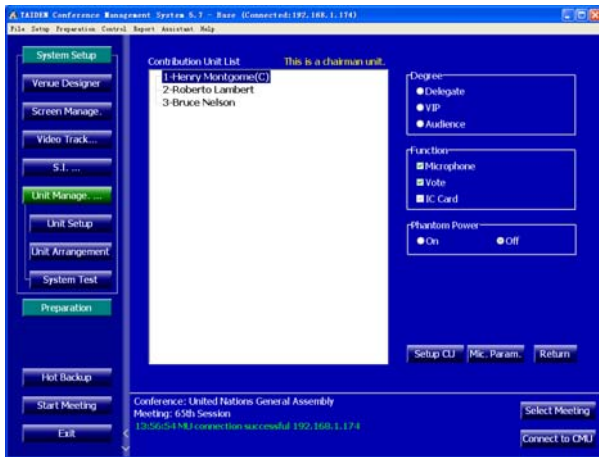 TAIDEN Conference Management System 5.7 - Base (Connected:192.168.1.174)
File Setup Preparation Control Report Assistant Help
System Setup
Venue Designer
Screen Manage.
Video Track...
S.I. ...
Unit Manage. ...
Unit Setup
Unit Arrangement
System Test
Preparation
Hot Backup
Start Meeting
Exit
Contribution Unit List
This is a chairman unit.
1-Henry Montgome(C)
2-Roberto Lambert
3-Bruce Nelson
Degree
Delegate
VIP
Audience
Function
Microphone
Vote
IC Card
Phantom Power
On Off
Setup CU Mic. Param. Return
Conference: United Nations General Assembly
Meeting: 65th Session
13:56:54 MU connection successful 192.168.1.174
Select Meeting
Connect to CMU